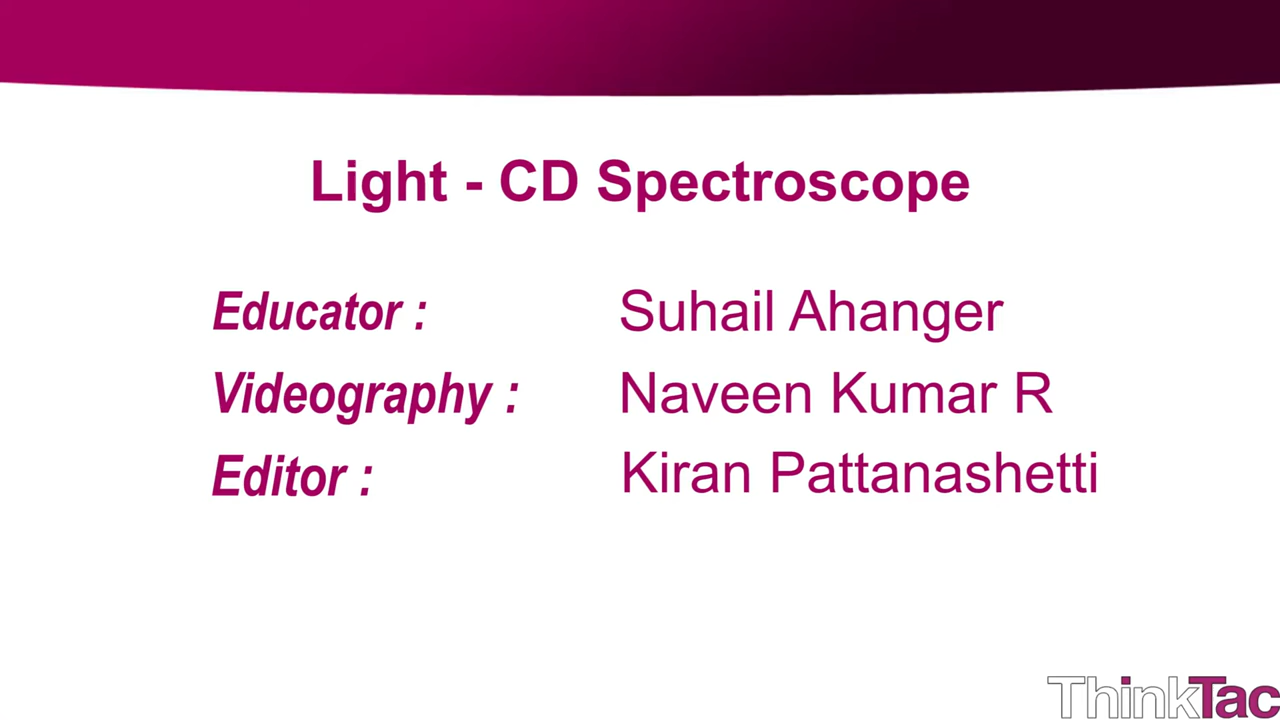 Light - CD Spectroscope
Educator : Suhail Ahanger
Videography : Naveen Kumar R
Editor : Kiran Pattanashetti
ThinkTac